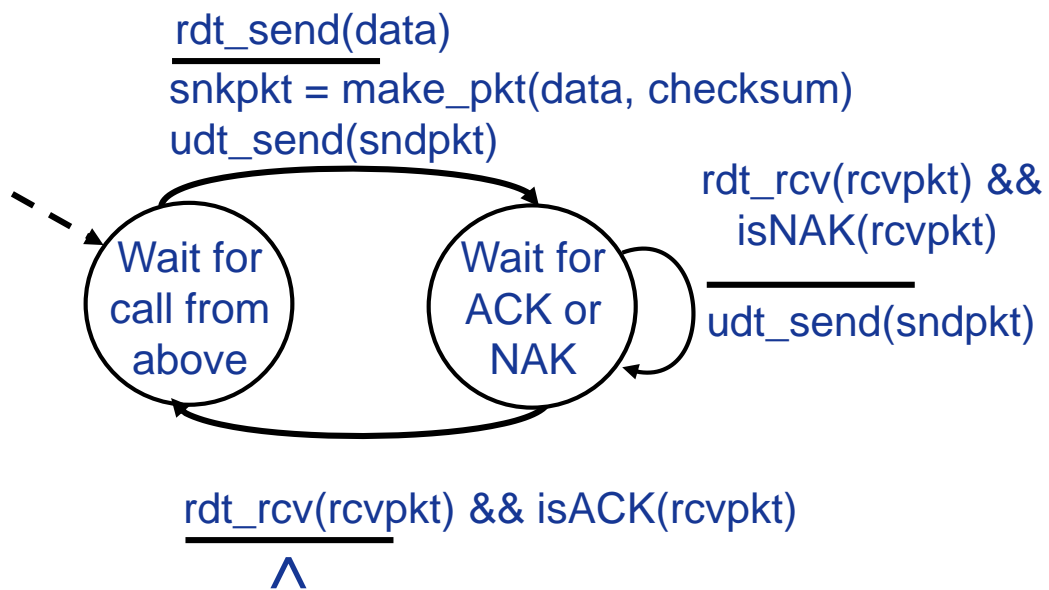 rdt_send(data)
snkpkt = make_pkt(data, checksum)
udt_send(sndpkt)
rdt_rcv(rcvpkt) &&
isNAK(rcvpkt)
udt_send(sndpkt)
Wait for
call from
above
Wait for
ACK or
NAK
rdt_rcv(rcvpkt) && isACK(rcvpkt)
Λ